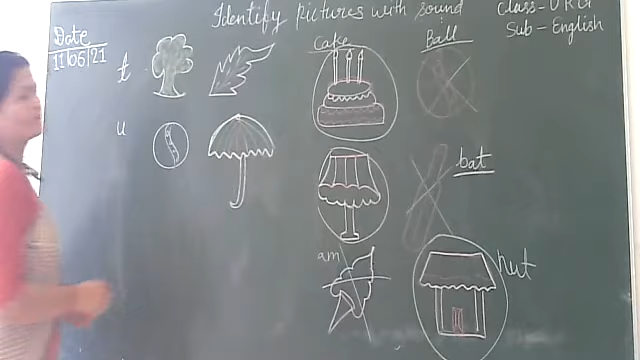 Identify pictures with sound
Class - UKG
Sub - English
Date
11/06/21
t
u
Cake
Ball
bat
am
hut